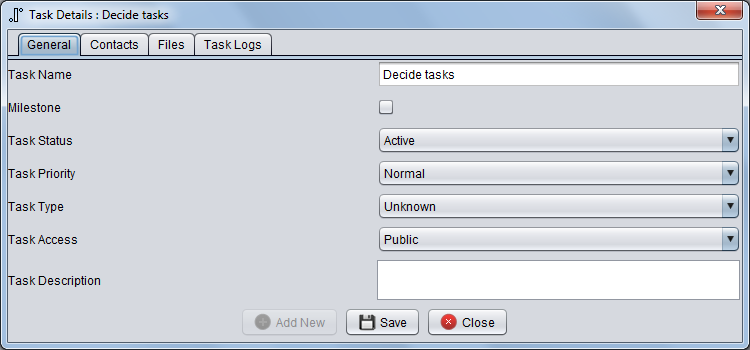 Task Details : Decide tasks
General Contacts Files Task Logs
Task Name Decide tasks
Milestone
Task Status Active
Task Priority Normal
Task Type Unknown
Task Access Public
Task Description
Add New Save Close